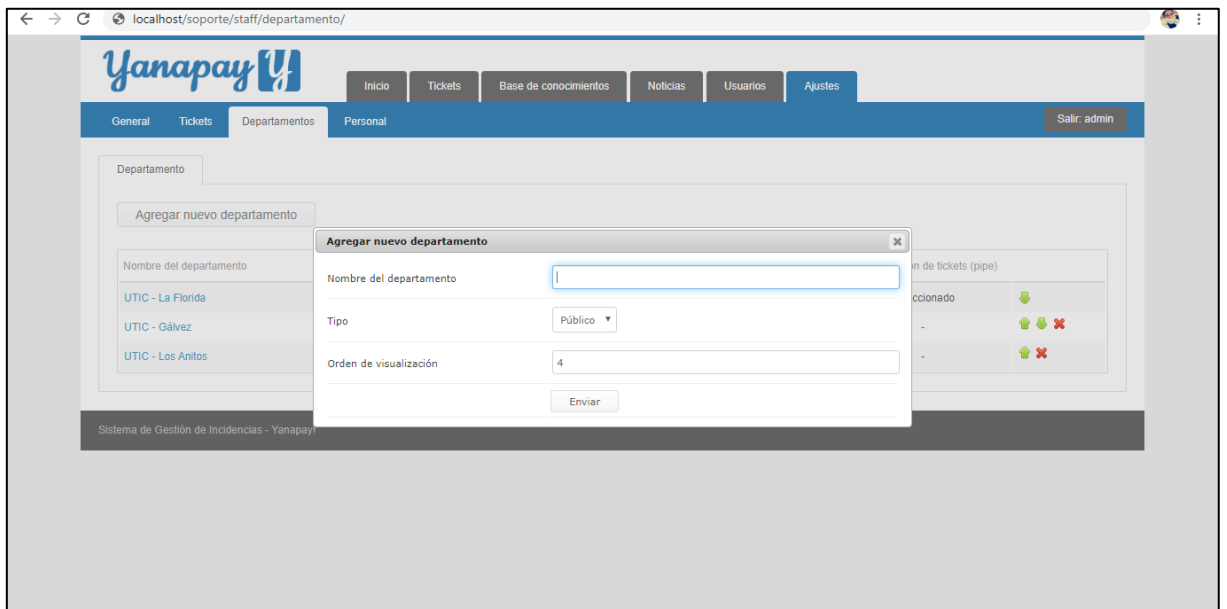 localhost/soporte/staff/departamento/
Yanapay Y
Inicio Tickets Base de conocimientos Noticias Usuarios Ajustes
General Tickets Departamentos Personal Salir: admin
Departamento
Agregar nuevo departamento
Agregar nuevo departamento
Nombre del departamento n de tickets (pipe)
Nombre del departamento
UTIC - La Florida ccionado
Tipo Público
UTIC - Gálvez -
UTIC - Los Anitos -
Orden de visualización 4
Enviar
Sistema de Gestión de Incidencias - Yanapay!